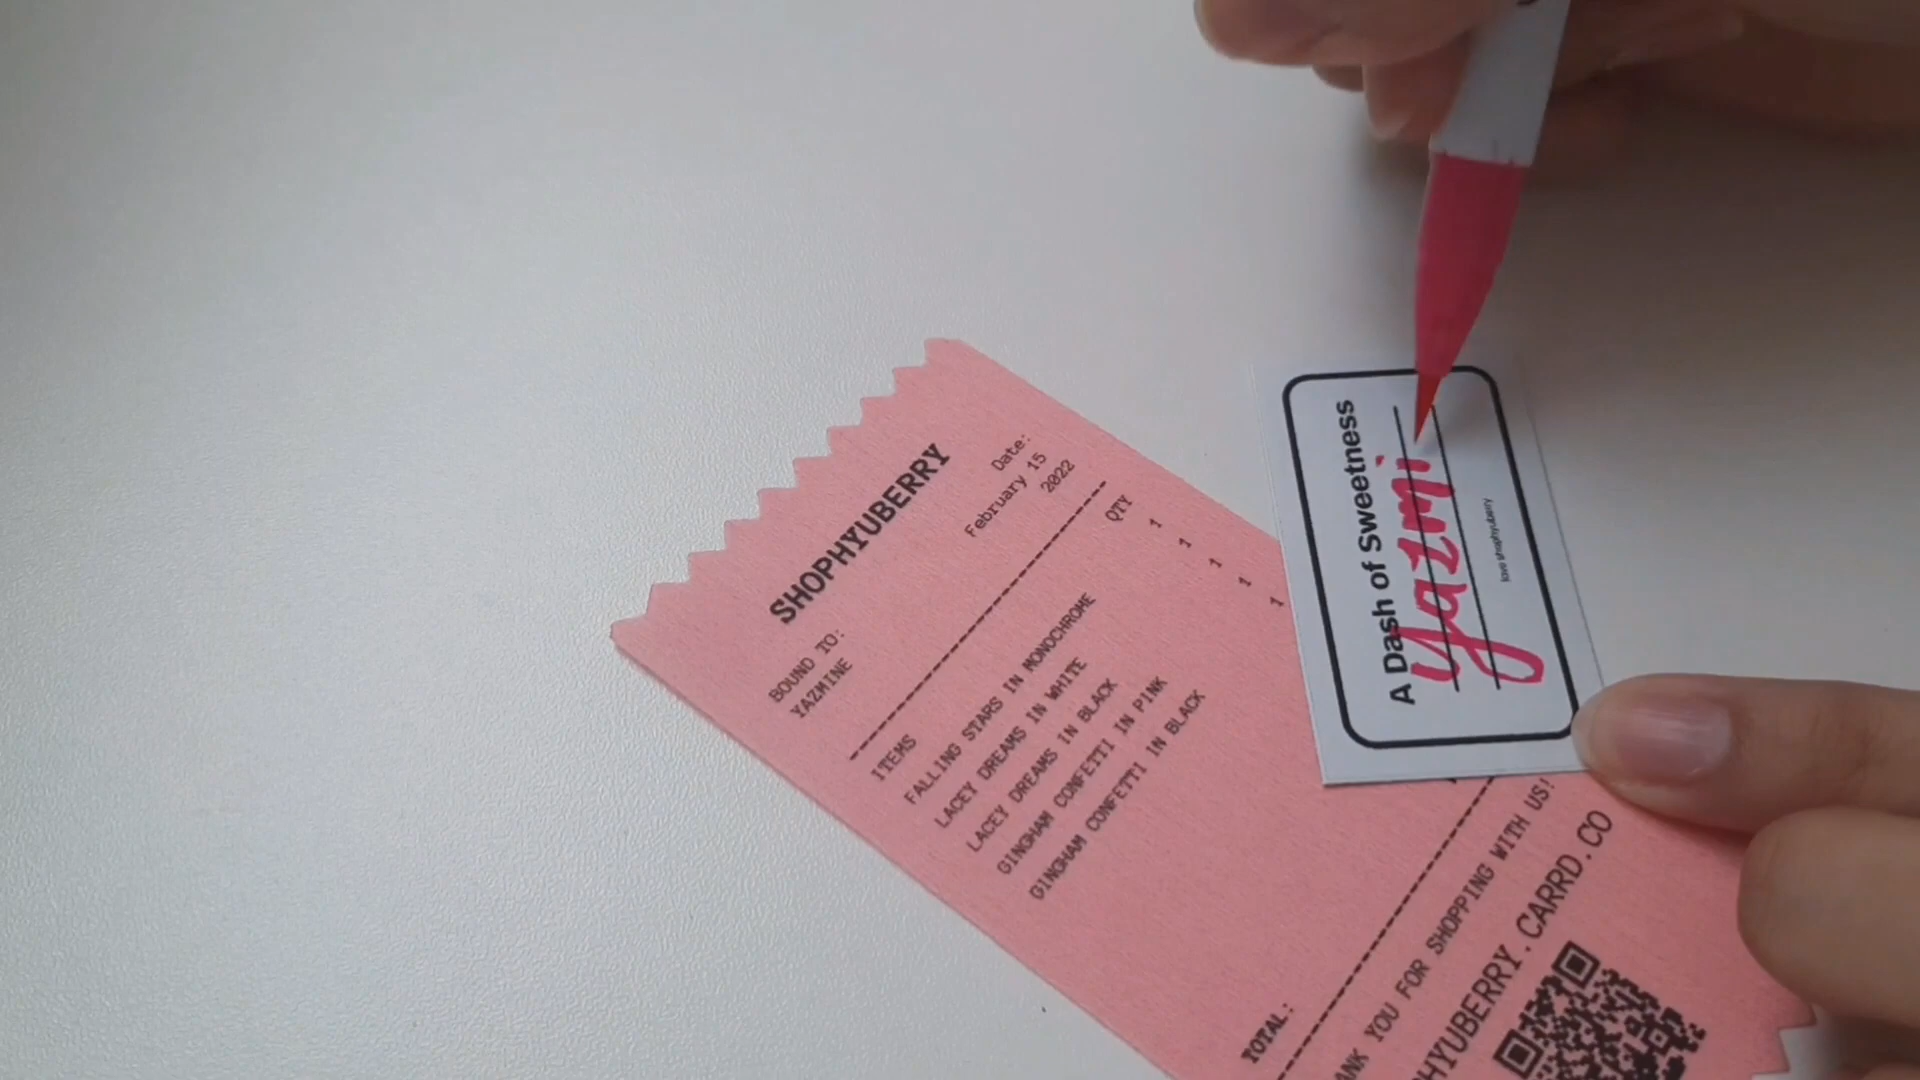 SHOPHYUBERRY
Date:
February 15
2022
BOUND TO:
YAZMINE
ITEMS QTY
FALLING STARS IN MONOCHROME 1
LACEY DREAMS IN WHITE 1
LACEY DREAMS IN BLACK 1
GINGHAM CONFETTI IN PINK 1
GINGHAM CONFETTI IN BLACK 1
TOTAL:
ANK YOU FOR SHOPPING WITH US!
HYUBERRY.CARRD.CO
A Dash of Sweetness
yazmi
love shophyuberry